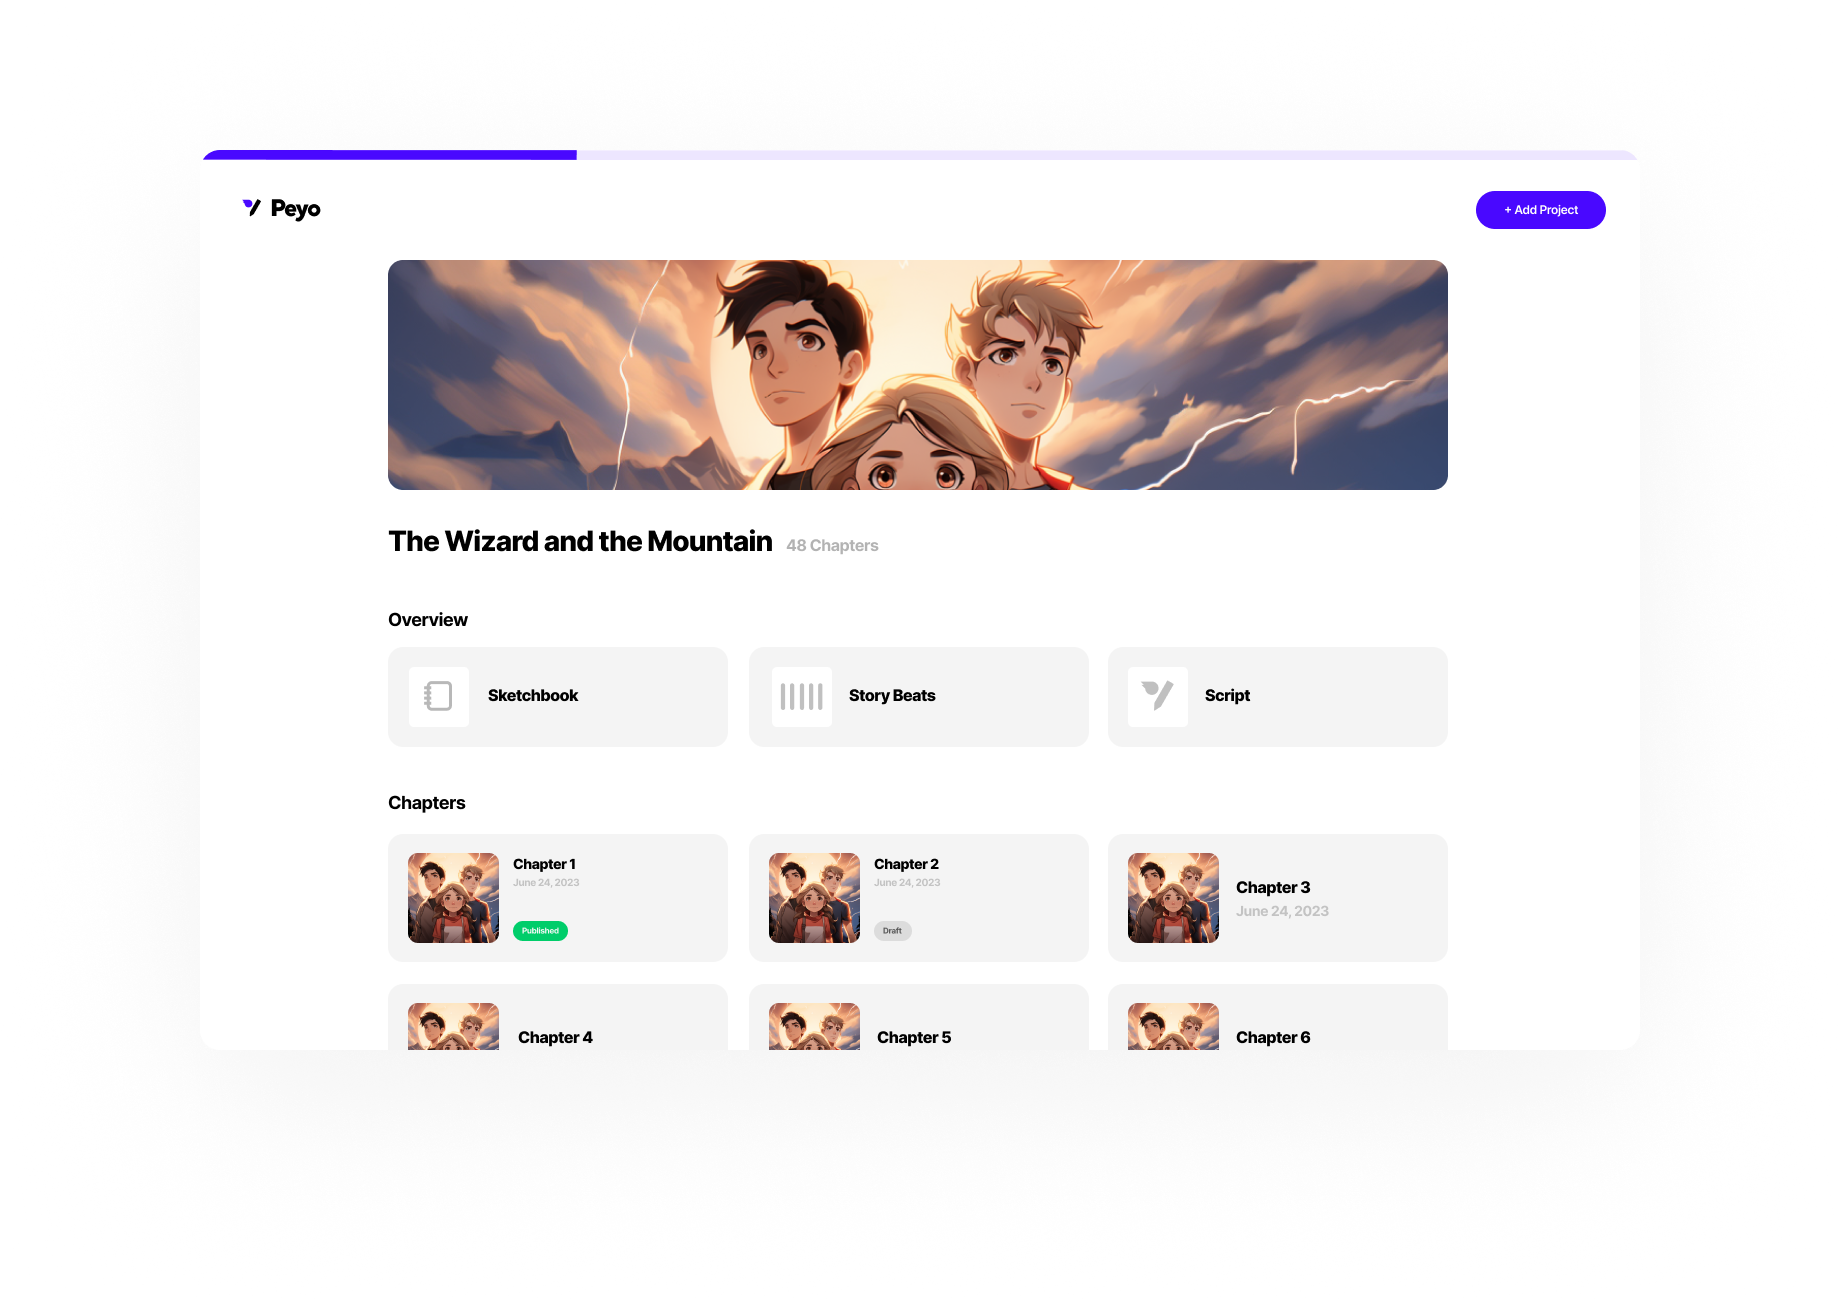 Peyo
+ Add Project
The Wizard and the Mountain 48 Chapters
Overview
Sketchbook
Story Beats
Script
Chapters
Chapter 1
June 24, 2023
Published
Chapter 2
June 24, 2023
Draft
Chapter 3
June 24, 2023
Chapter 4
Chapter 5
Chapter 6